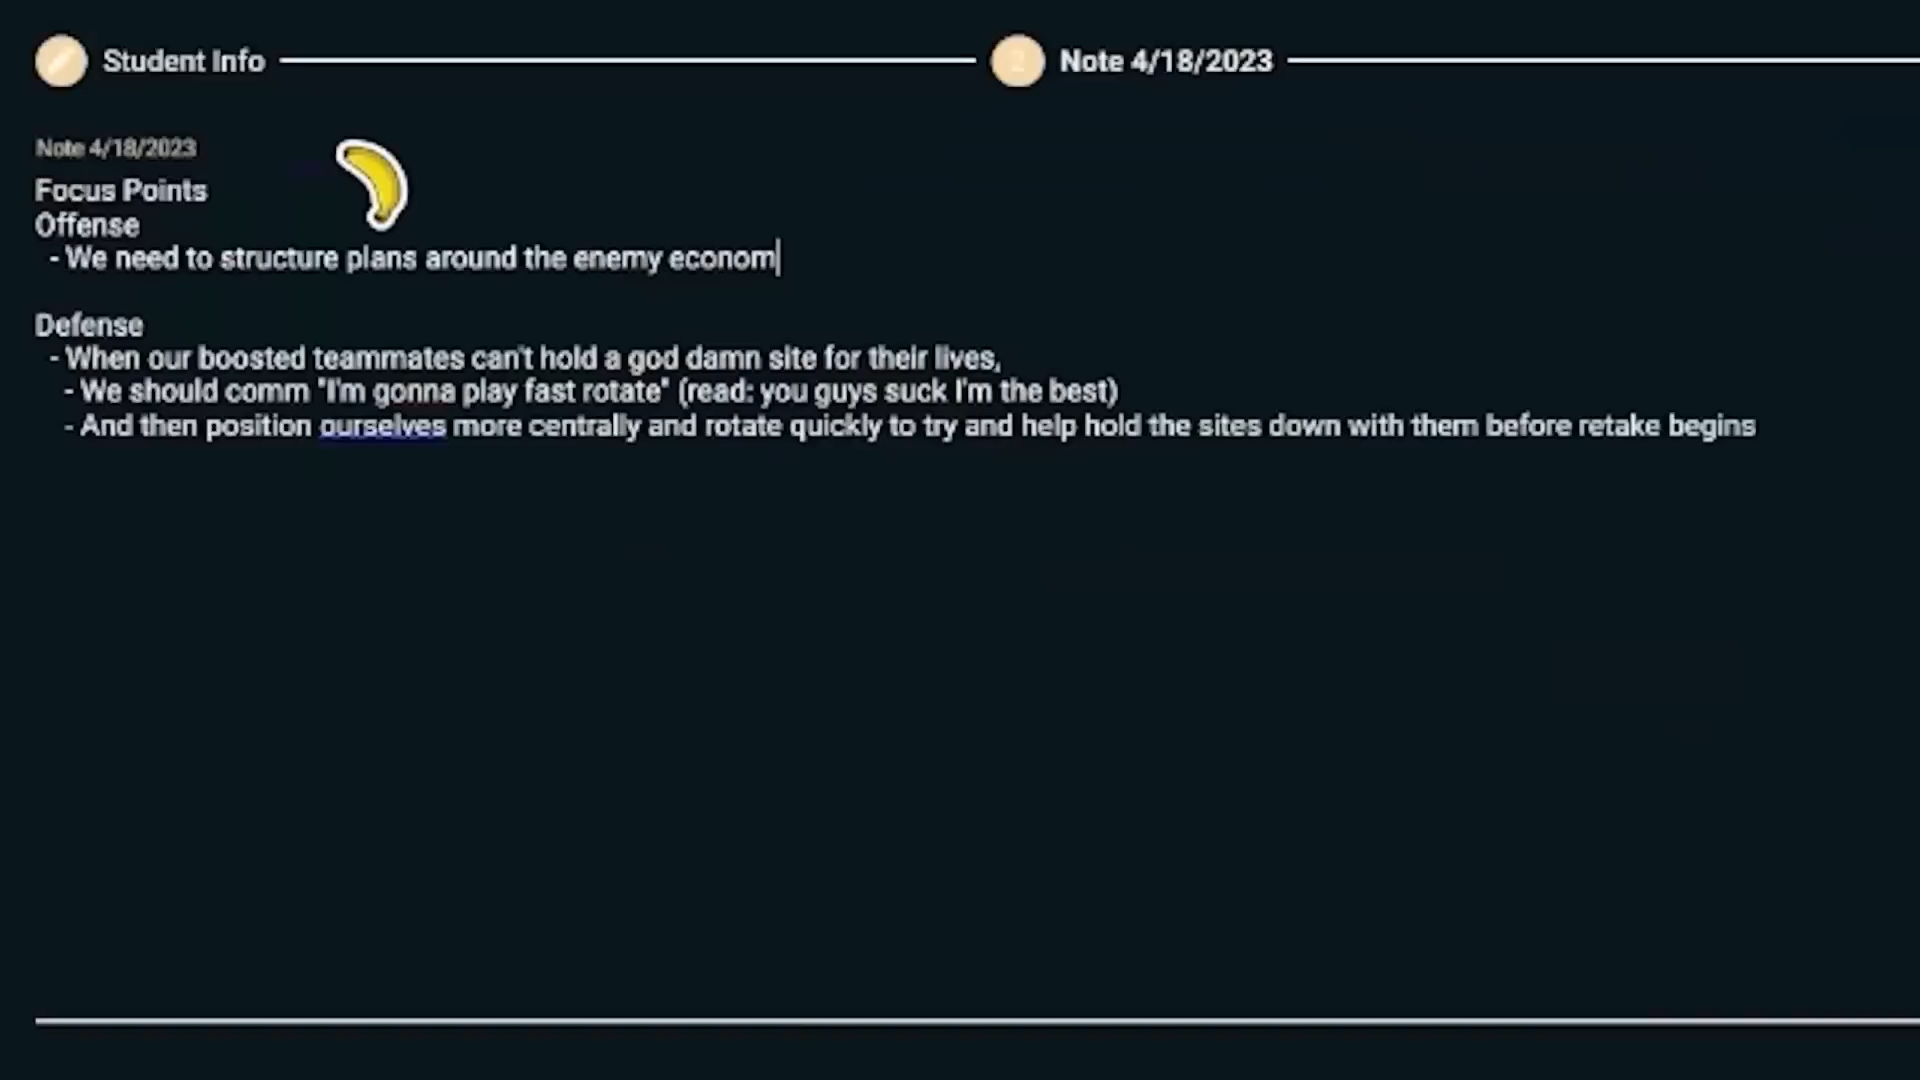 Student Info
2 Note 4/18/2023
Note 4/18/2023
Focus Points
Offense
- We need to structure plans around the enemy econom
Defense
- When our boosted teammates can't hold a god damn site for their lives,
- We should comm "I'm gonna play fast rotate" (read: you guys suck I'm the best)
- And then position ourselves more centrally and rotate quickly to try and help hold the sites down with them before retake begins